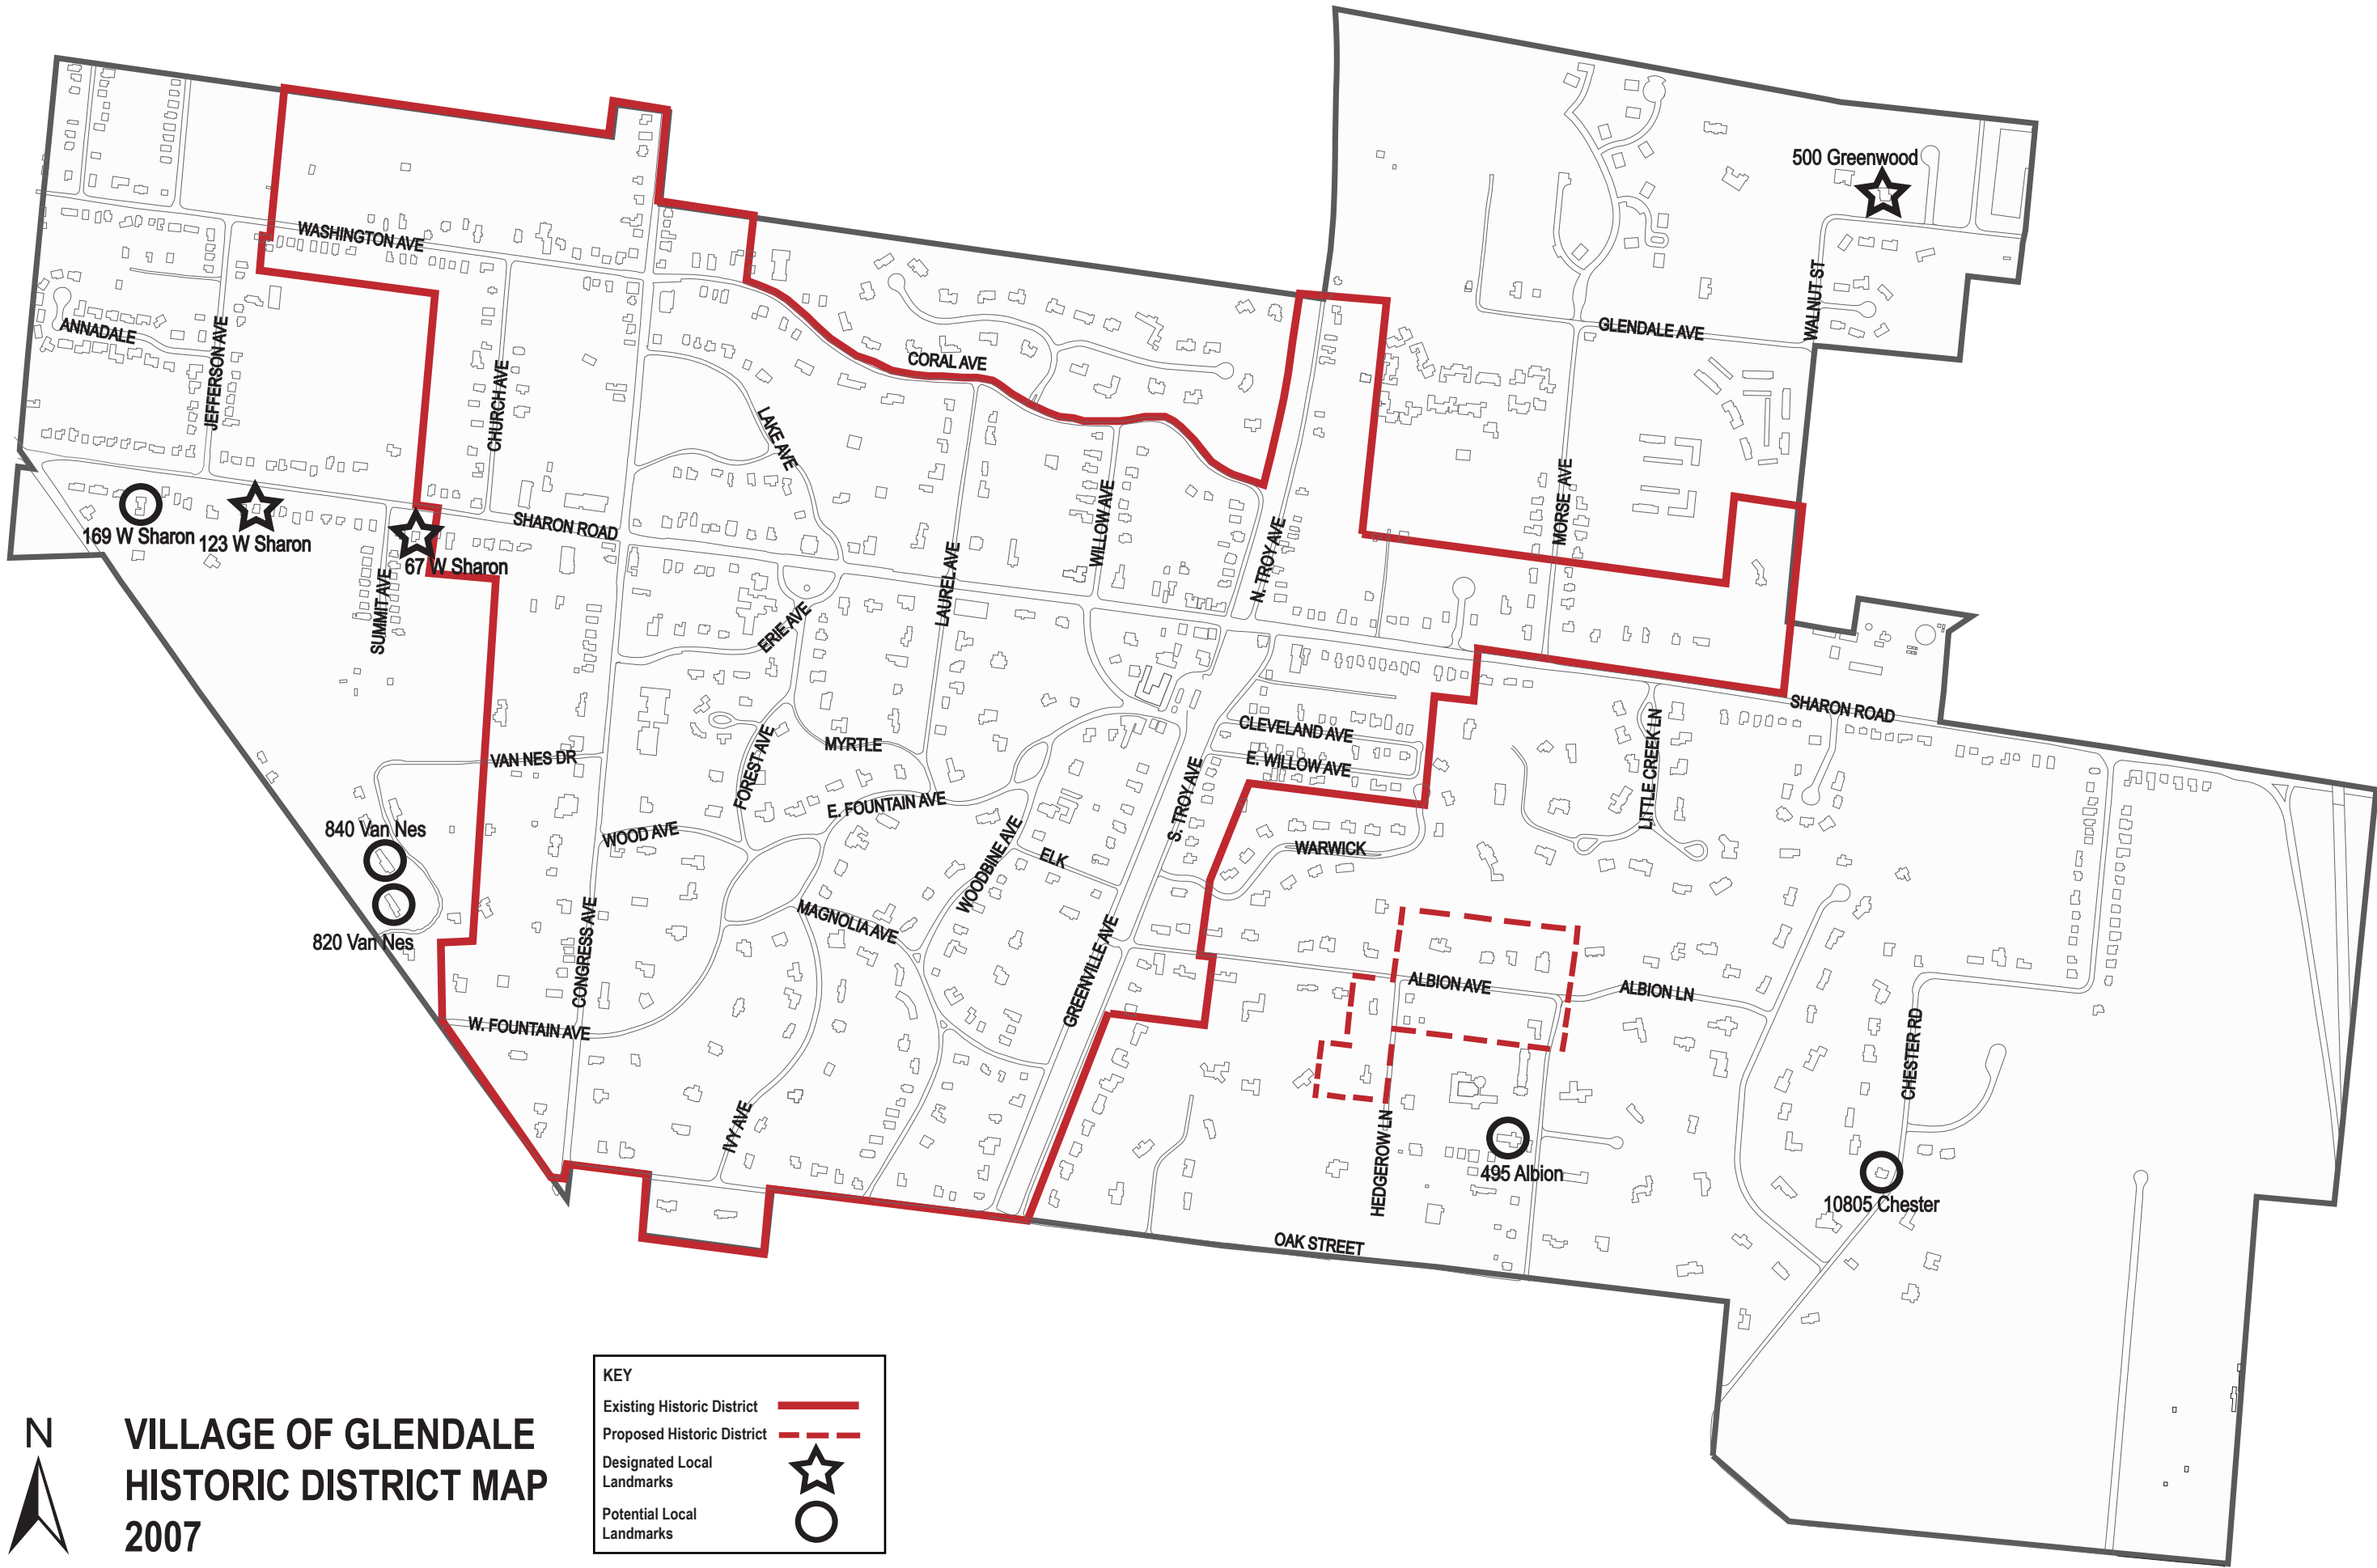 500 Greenwood
WASHINGTON AVE
WALNUT ST
GLENDALE AVE
ANNADALE
JEFFERSON AVE
CHURCH AVE
CORAL AVE
LAKE AVE
WILLOW AVE
MORSE AVE
169 W Sharon
123 W Sharon
67 W Sharon
SHARON ROAD
N. TROY AVE
LAUREL AVE
SUMMIT AVE
ERIE AVE
SHARON ROAD
CLEVELAND AVE
E. WILLOW AVE
LITTLE CREEK LN
VAN NES DR
MYRTLE
FOREST AVE
S. TROY AVE
E. FOUNTAIN AVE
840 Van Nes
WOOD AVE
WOODBINE AVE
ELK
WARWICK
820 Van Nes
MAGNOLIA AVE
CONGRESS AVE
GREENVILLE AVE
ALBION AVE
ALBION LN
W. FOUNTAIN AVE
CHESTER RD
IVY AVE
HEDGEROW LN
495 Albion
10805 Chester
OAK STREET
N
VILLAGE OF GLENDALE
HISTORIC DISTRICT MAP
2007
KEY
Existing Historic District
Proposed Historic District
Designated Local
Landmarks
Potential Local
Landmarks